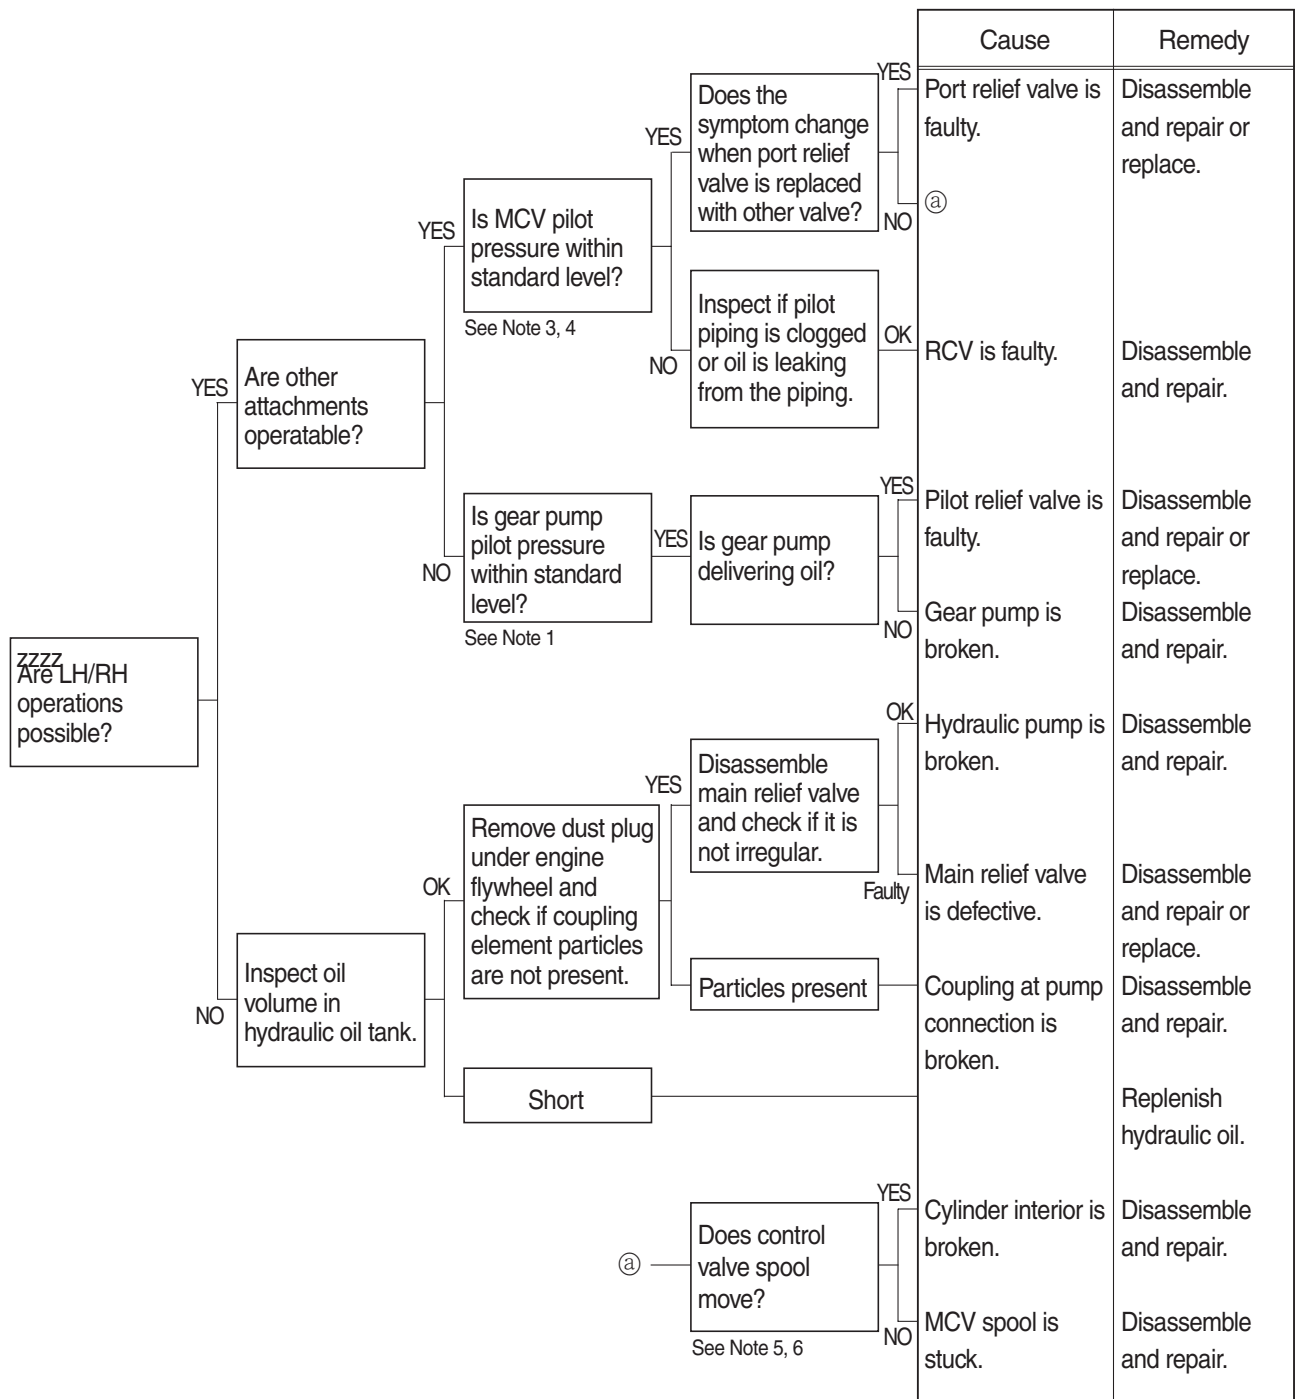 Cause
Remedy
YES
Does the
symptom change
when port relief
valve is replaced
with other valve?
Port relief valve is
faulty.
Disassemble
and repair or
replace.
NO
ⓐ
YES
Is MCV pilot
pressure within
standard level?
See Note 3, 4
YES
NO
Inspect if pilot
piping is clogged
or oil is leaking
from the piping.
OK
RCV is faulty.
Disassemble
and repair.
YES
Are other
attachments
operatable?
NO
Is gear pump
pilot pressure
within standard
level?
See Note 1
YES
Is gear pump
delivering oil?
YES
Pilot relief valve is
faulty.
Disassemble
and repair or
replace.
NO
Gear pump is
broken.
Disassemble
and repair.
zzzz
Are LH/RH
operations
possible?
NO
Inspect oil
volume in
hydraulic oil tank.
OK
Remove dust plug
under engine
flywheel and
check if coupling
element particles
are not present.
YES
Disassemble
main relief valve
and check if it is
not irregular.
OK
Hydraulic pump is
broken.
Disassemble
and repair.
Faulty
Main relief valve
is defective.
Disassemble
and repair or
replace.
Particles present
Coupling at pump
connection is
broken.
Disassemble
and repair.
Short
Replenish
hydraulic oil.
ⓐ
Does control
valve spool
move?
See Note 5, 6
YES
Cylinder interior is
broken.
Disassemble
and repair.
NO
MCV spool is
stuck.
Disassemble
and repair.